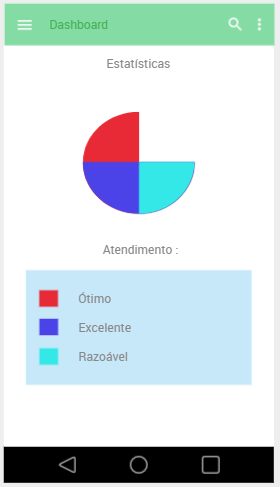 Dashboard
Estatísticas
Atendimento :
Ótimo
Excelente
Razoável